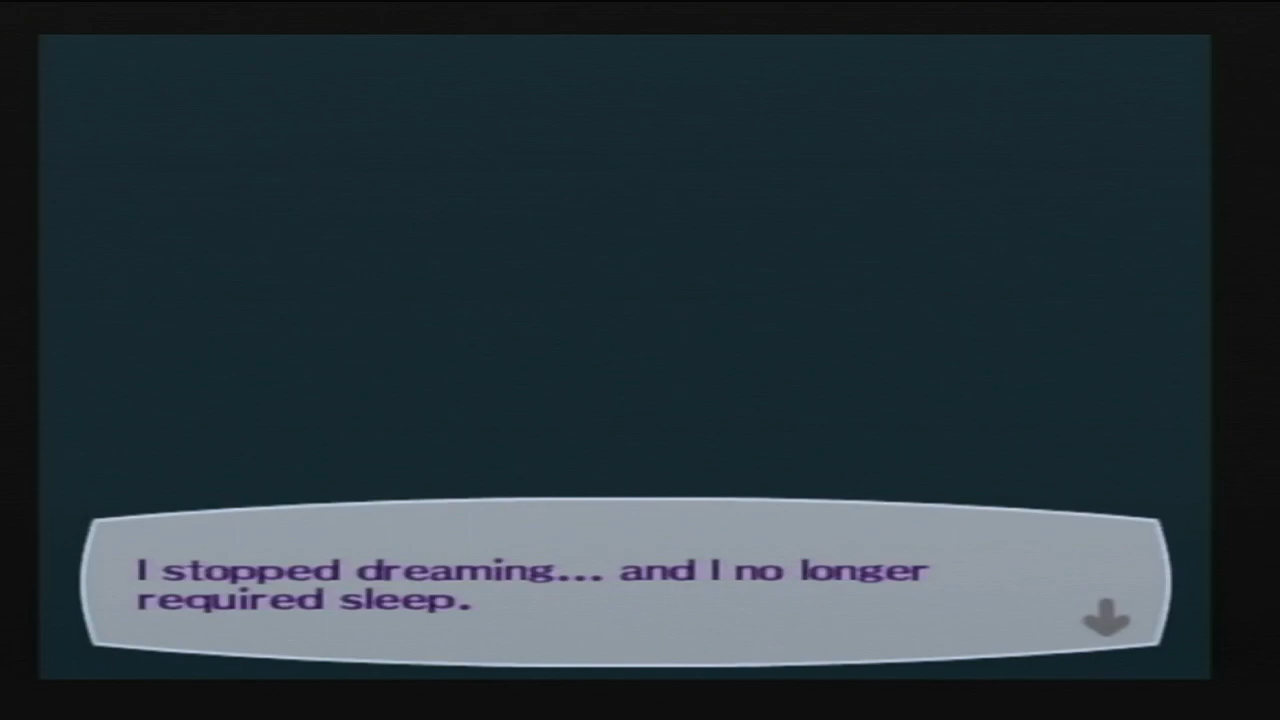 I stopped dreaming... and I no longer
required sleep.